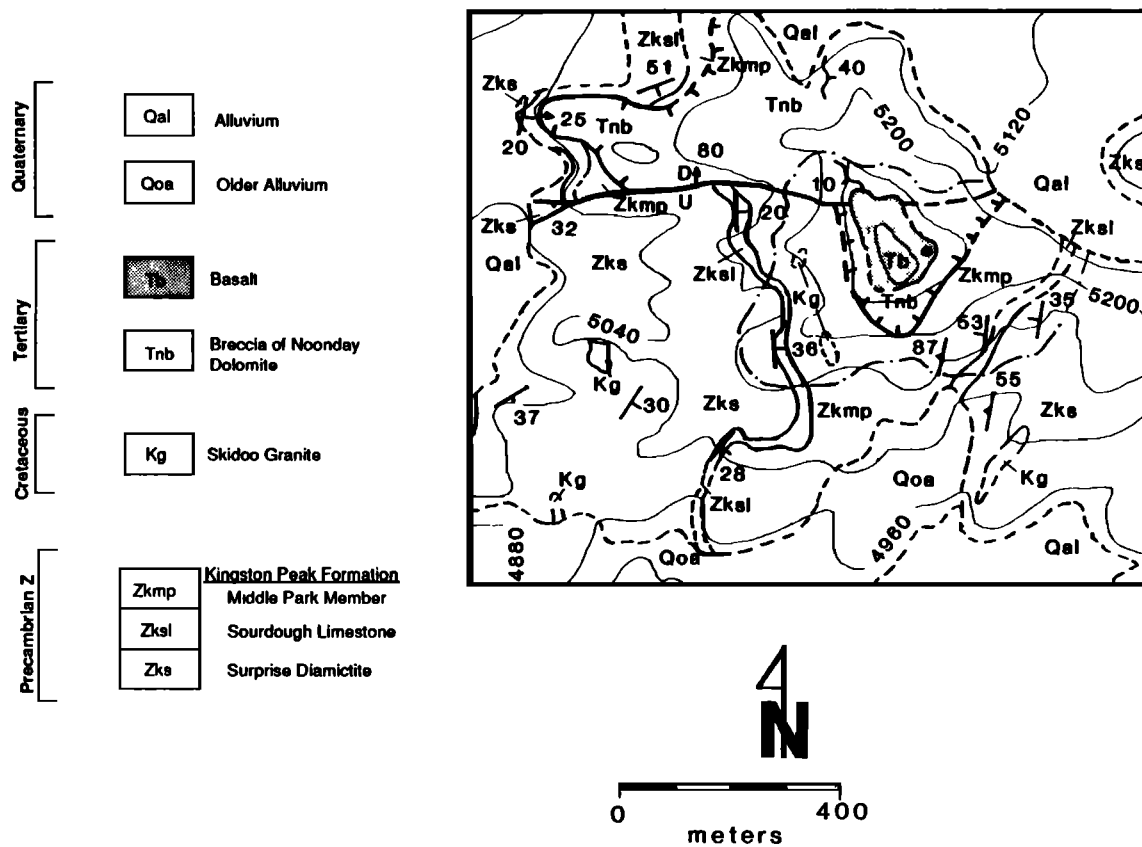 Quaternary
Qal Alluvium
Qoa Older Alluvium
Tertiary
Tb Basalt
Tnb Breccia of Noonday
Dolomite
Cretaceous
Kg Skidoo Granite
Precambrian Z
Kingston Peak Formation
Zkmp Middle Park Member
Zksl Sourdough Limestone
Zks Surprise Diamictite
Zksl
Qal
Zks
51
Zkmp
40
Tnb
25
Tnb
5200
5120
20
80
Zks
D
10
Qal
U
Zkmp
20
Zks
32
Zksl
Qal
Zks
Zksl
Tb
Zkmp
Kg
Tnb
5200
35
5040
53
36
87
Kg
55
30
Zks
Zkmp
Zks
37
28
Qoa
Kg
Kg
Zksl
4960
Qal
4880
Qoa
N
0 400
meters